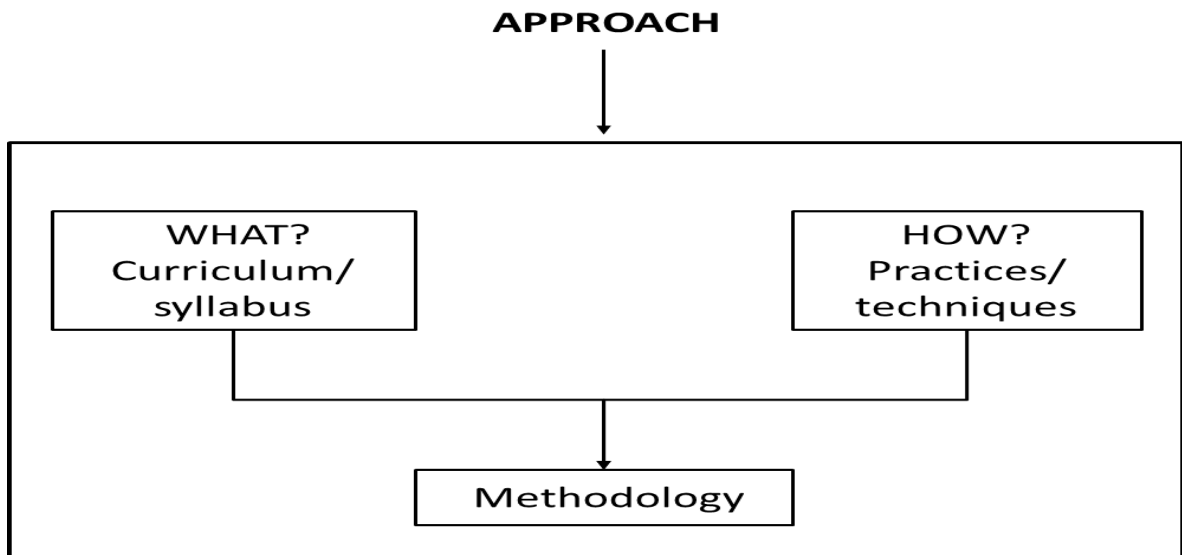 APPROACH
WHAT?
Curriculum/
syllabus
HOW?
Practices/
techniques
Methodology